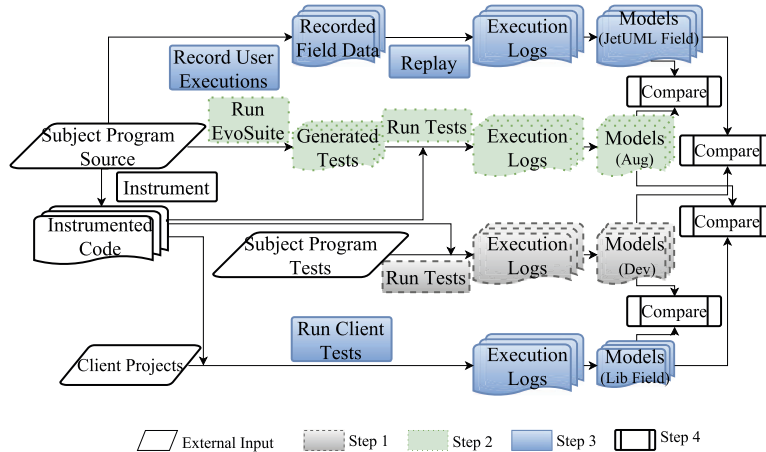 Recorded
Field Data
Execution
Logs
Models
(JetUML Field)
Record User
Executions
Replay
Compare
Run
EvoSuite
Generated
Tests
Run Tests
Execution
Logs
Models
(Aug)
Compare
Subject Program
Source
Instrument
Compare
Instrumented
Code
Subject Program
Tests
Run Tests
Execution
Logs
Models
(Dev)
Compare
Run Client
Tests
Client Projects
Execution
Logs
Models
(Lib Field)
External Input
Step 1
Step 2
Step 3
Step 4